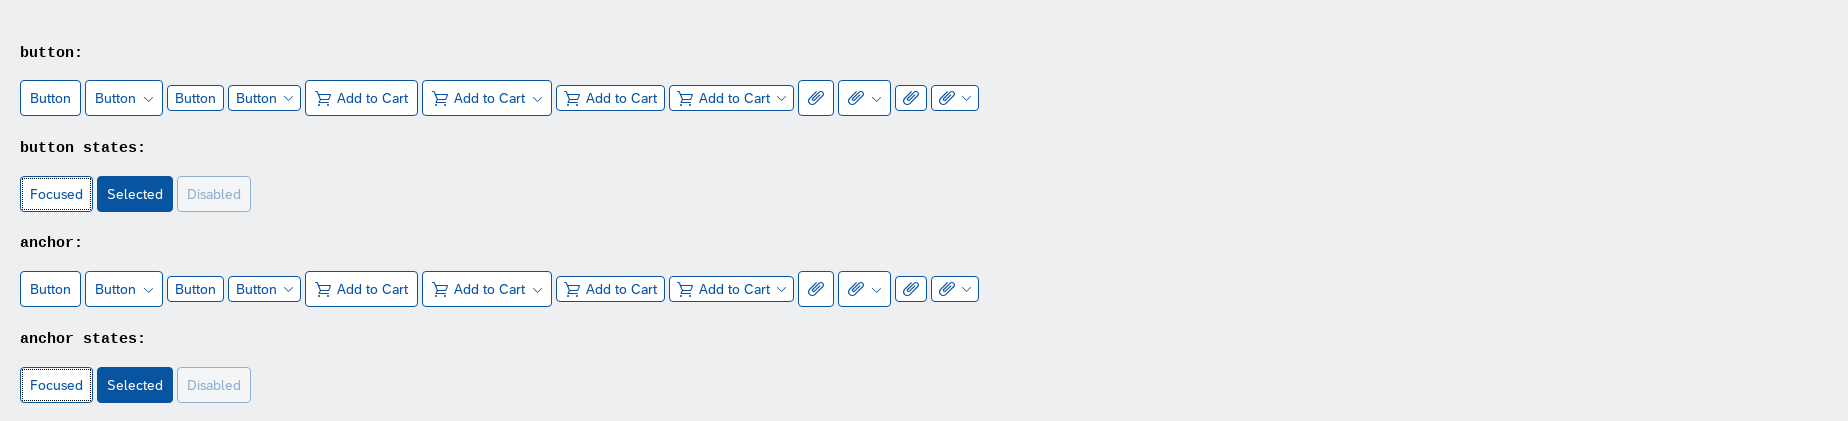 button:
Button Button Button Button Add to Cart Add to Cart Add to Cart Add to Cart
button states:
Focused Selected Disabled
anchor:
Button Button Button Button Add to Cart Add to Cart Add to Cart Add to Cart
anchor states:
Focused Selected Disabled